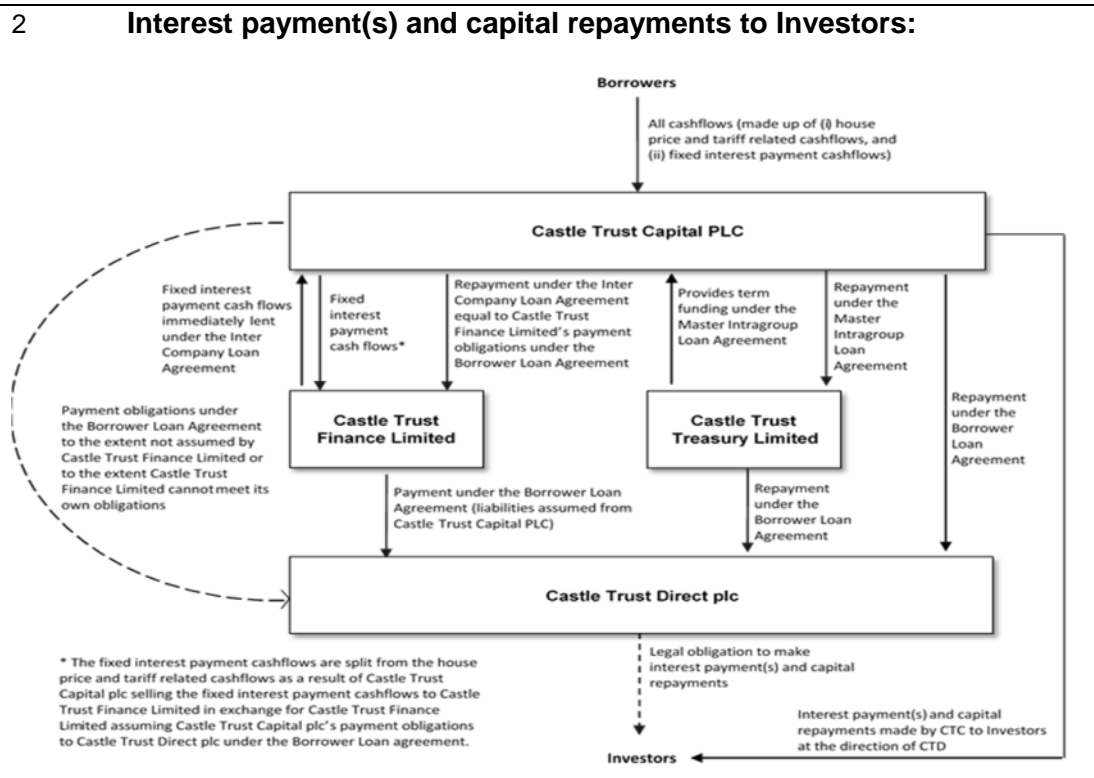 2 Interest payment(s) and capital repayments to Investors:
Borrowers
All cashflows (made up of (i) house
price and tariff related cashflows, and
(ii) fixed interest payment cashflows)
Castle Trust Capital PLC
Fixed interest
payment cash flows
immediately lent
under the Inter
Company Loan
Agreement
Fixed
interest
payment
cash flows*
Repayment under the Inter
Company Loan Agreement
equal to Castle Trust
Finance Limited's payment
obligations under the
Borrower Loan Agreement
Provides term
funding under the
Master Intragroup
Loan Agreement
Repayment
under the
Master
Intragroup
Loan
Agreement
Repayment
under the
Borrower
Loan
Agreement
Payment obligations under
the Borrower Loan Agreement
to the extent not assumed by
Castle Trust Finance Limited or
to the extent Castle Trust
Finance Limited cannot meet its
own obligations
Castle Trust
Finance Limited
Castle Trust
Treasury Limited
Payment under the Borrower Loan
Agreement (liabilities assumed from
Castle Trust Capital PLC)
Repayment
under the
Borrower Loan
Agreement
Castle Trust Direct plc
* The fixed interest payment cashflows are split from the house
price and tariff related cashflows as a result of Castle Trust
Capital plc selling the fixed interest payment cashflows to Castle
Trust Finance Limited in exchange for Castle Trust Finance
Limited assuming Castle Trust Capital plc's payment obligations
to Castle Trust Direct plc under the Borrower Loan agreement.
Legal obligation to make
interest payment(s) and capital
repayments
Interest payment(s) and capital
repayments made by CTC to Investors
at the direction of CTD
Investors